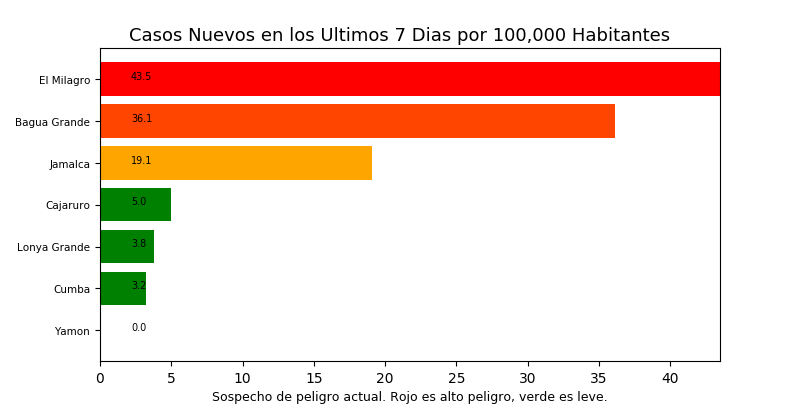 Casos Nuevos en los Ultimos 7 Dias por 100,000 Habitantes
El Milagro 43.5
Bagua Grande 36.1
Jamalca 19.1
Cajaruro 5.0
Lonya Grande 3.8
Cumba 3.2
Yamon 0.0
0 5 10 15 20 25 30 35 40
Sospecho de peligro actual. Rojo es alto peligro, verde es leve.